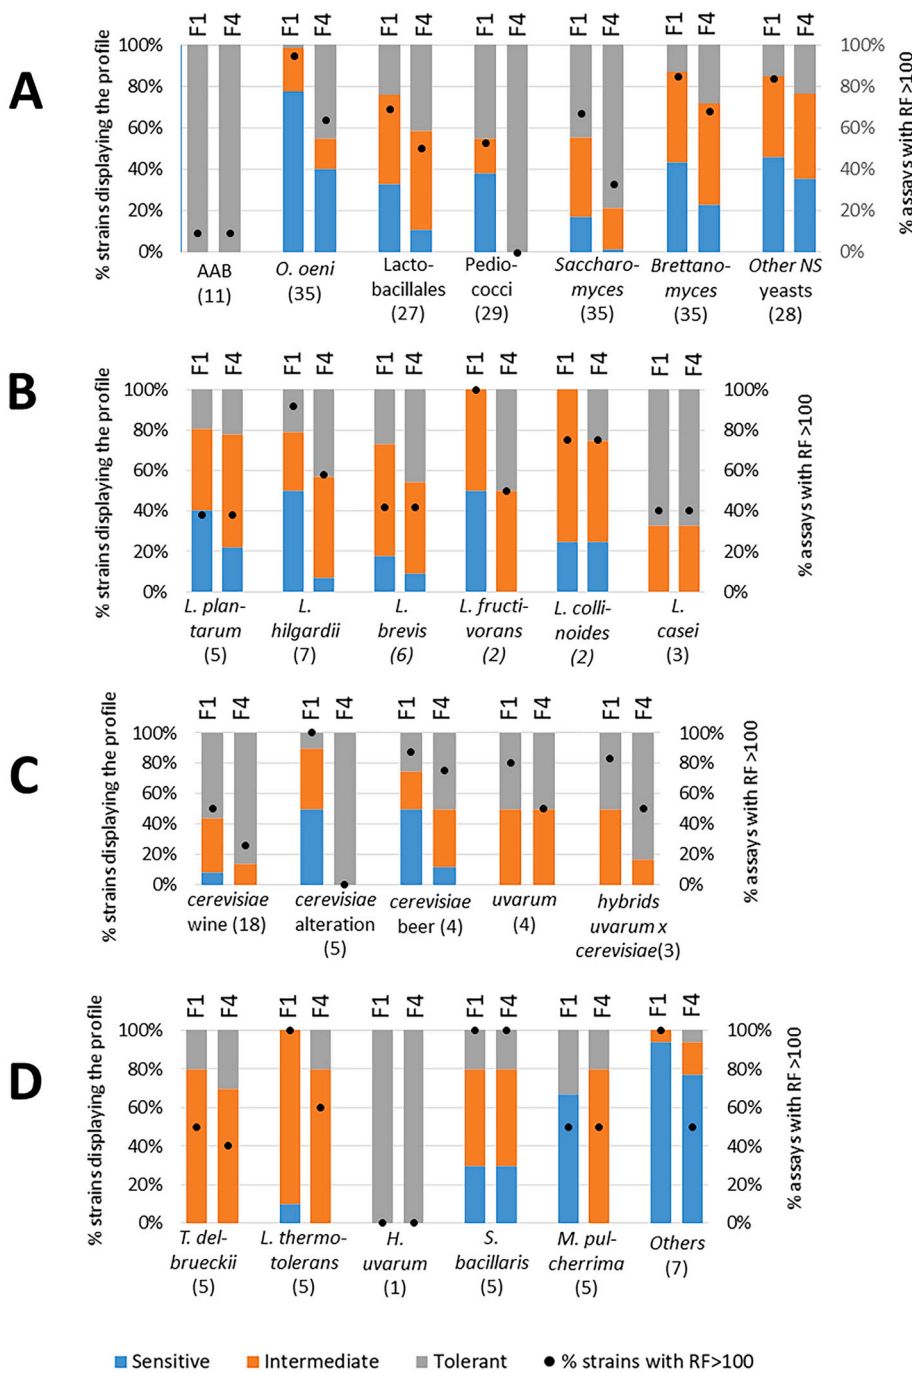 A
% strains displaying the profile
F1 F4 F1 F4 F1 F4 F1 F4 F1 F4 F1 F4 F1 F4
100% 100%
80% 80%
60% 60%
40% 40%
20% 20%
0% 0%
% assays with RF >100
AAB O. oeni Lacto- Pedio- Saccharo- Brettano- Other NS
(11) (35) bacillales cocci myces myces yeasts
(27) (29) (35) (35) (28)
B
% strains displaying the profile
F1 F4 F1 F4 F1 F4 F1 F4 F1 F4 F1 F4
100% 100%
80% 80%
60% 60%
40% 40%
20% 20%
0% 0%
% assays with RF >100
L. plan- L. L. L. fructi- L. colli- L.
tarum hilgardii brevis vorans noides casei
(5) (7) (6) (2) (2) (3)
C
% strains displaying the profile
F1 F4 F1 F4 F1 F4 F1 F4 F1 F4
100% 100%
80% 80%
60% 60%
40% 40%
20% 20%
0% 0%
% assays with RF >100
cerevisiae cerevisiae cerevisiae uvarum hybrids
wine (18) alteration beer (4) (4) uvarum x
(5) cerevisiae(3)
D
% strains displaying the profile
F1 F4 F1 F4 F1 F4 F1 F4 F1 F4 F1 F4
100% 100%
80% 80%
60% 60%
40% 40%
20% 20%
0% 0%
% assays with RF >100
T. del- L. thermo- H. S. M. pul- Others
brueckii tolerans uvarum bacillaris cherrima (7)
(5) (5) (1) (5) (5)
Sensitive Intermediate Tolerant % strains with RF>100